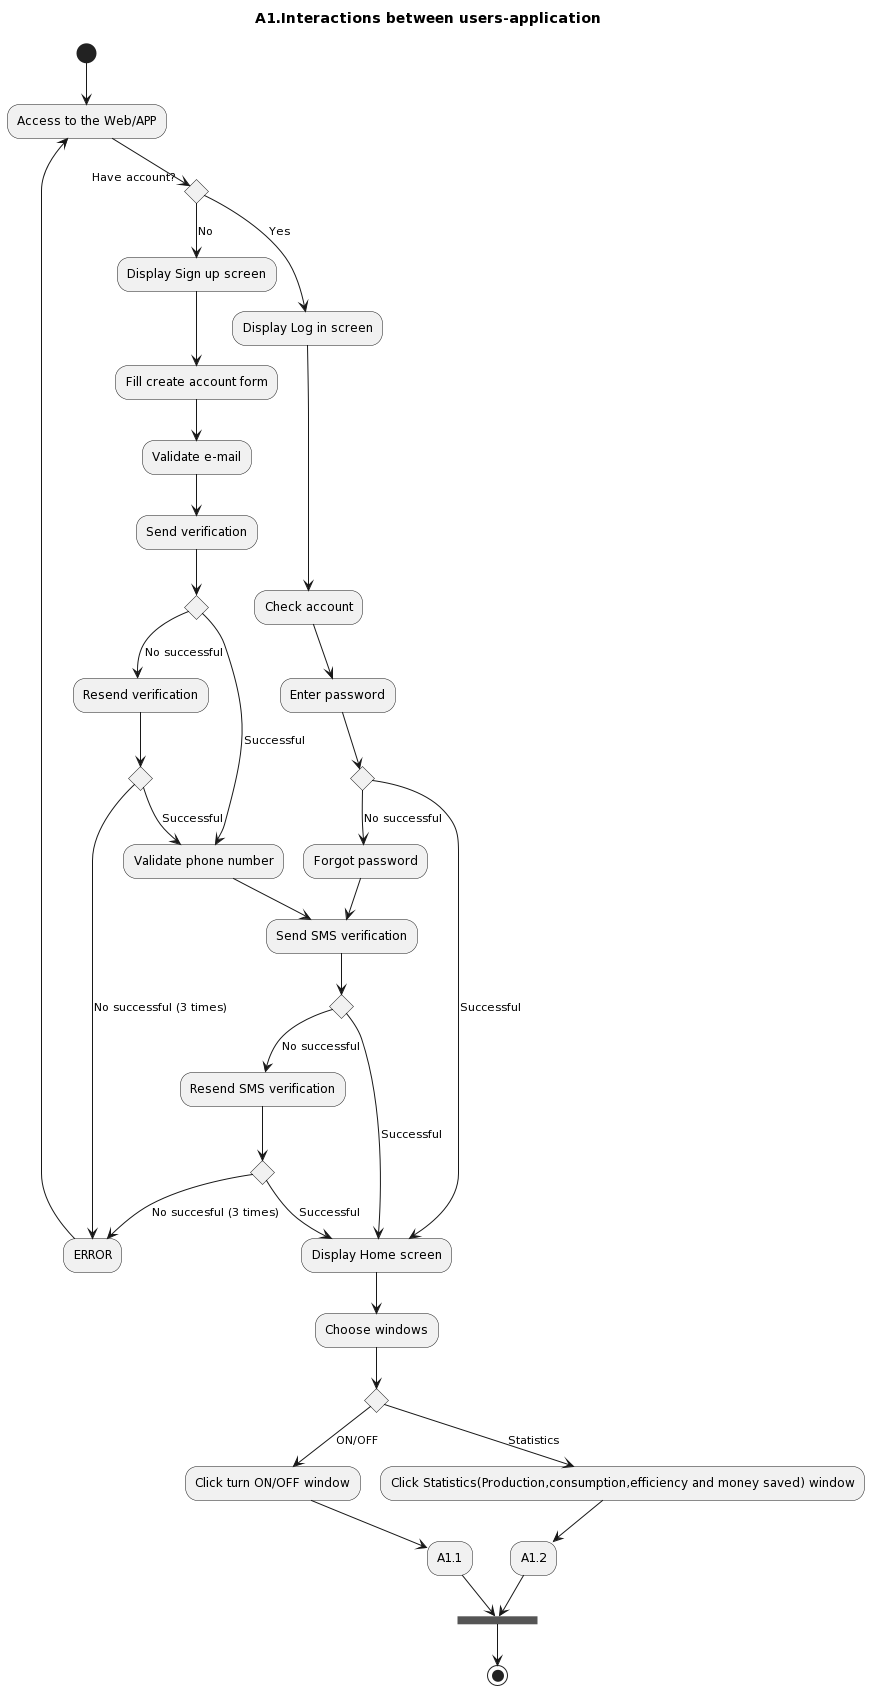 A1.Interactions between users-application
Access to the Web/APP
Have account?
No
Yes
Display Sign up screen
Display Log in screen
Fill create account form
Validate e-mail
Send verification
Check account
No successful
Resend verification
Enter password
Successful
Successful
No successful
Validate phone number
Forgot password
Send SMS verification
No successful (3 times)
Successful
No successful
Resend SMS verification
Successful
No succesful (3 times)
Successful
ERROR
Display Home screen
Choose windows
ON/OFF
Statistics
Click turn ON/OFF window
Click Statistics(Production,consumption,efficiency and money saved) window
A1.1
A1.2